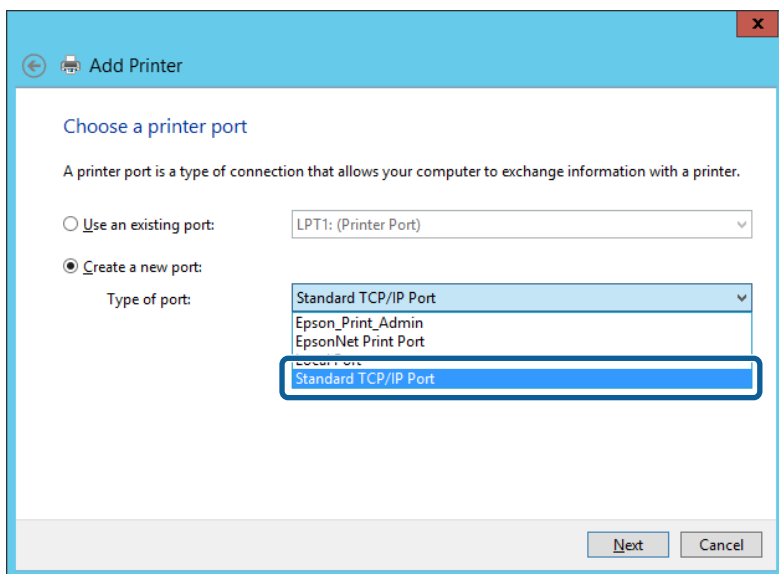 x
Add Printer
Choose a printer port
A printer port is a type of connection that allows your computer to exchange information with a printer.
Use an existing port: LPT1: (Printer Port)
Create a new port:
Type of port: Standard TCP/IP Port
Epson_Print_Admin
EpsonNet Print Port
Local Port
Standard TCP/IP Port
Next Cancel